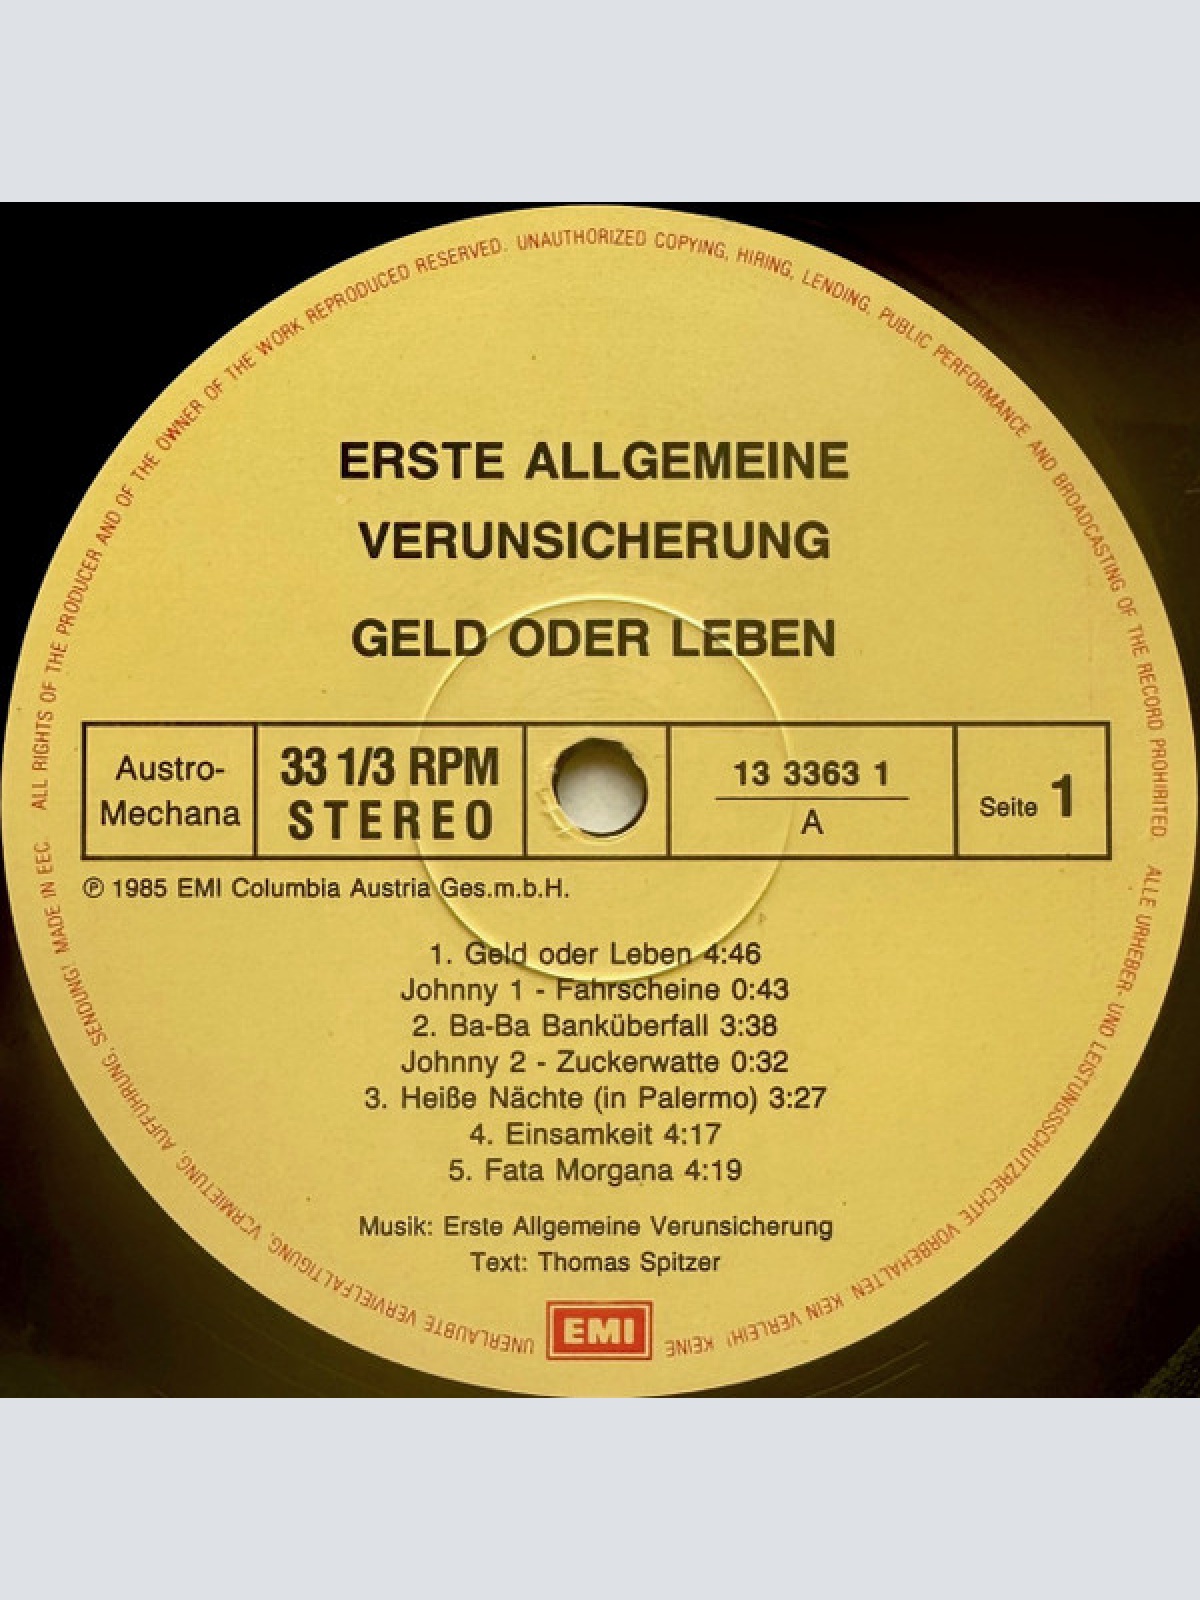 ERSTE ALLGEMEINE
VERUNSICHERUNG
GELD ODER LEBEN
Austro-
Mechana
33 1/3 RPM
STEREO
13 3363 1
A
Seite 1
℗ 1985 EMI Columbia Austria Ges.m.b.H.
1. Geld oder Leben 4:46
Johnny 1 - Fahrscheine 0:43
2. Ba-Ba Banküberfall 3:38
Johnny 2 - Zuckerwatte 0:32
3. Heiße Nächte (in Palermo) 3:27
4. Einsamkeit 4:17
5. Fata Morgana 4:19
Musik: Erste Allgemeine Verunsicherung
Text: Thomas Spitzer
EMI
ALL RIGHTS OF THE PRODUCER AND OF THE OWNER OF THE WORK REPRODUCED RESERVED. UNAUTHORIZED COPYING, HIRING, LENDING, PUBLIC PERFORMANCE AND BROADCASTING OF THE RECORD PROHIBITED. ALLE URHEBER- UND LEISTUNGSSCHUTZRECHTE VORBEHALTEN KEIN VERLEIH! KEINE UNERLAUBTE VERVIELFÄLTIGUNG, VERMIETUNG, AUFFÜHRUNG, SENDUNG! MADE IN EEC